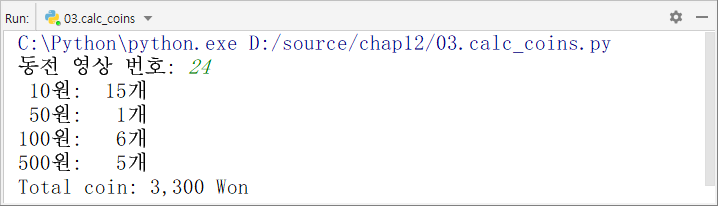 Run: 03.calc_coins
C:\Python\python.exe D:/source/chap12/03.calc_coins.py
동전 영상 번호: 24
10원: 15개
50원: 1개
100원: 6개
500원: 5개
Total coin: 3,300 Won